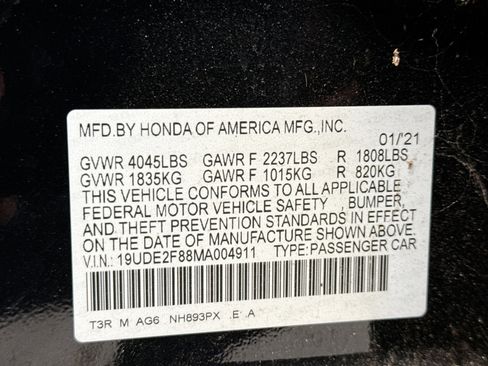 MFD.BY HONDA OF AMERICA MFG.,INC.
01/'21
GVWR 4045LBS GAWR F 2237LBS R 1808LBS
GVWR 1835KG GAWR F 1015KG R 820KG
THIS VEHICLE CONFORMS TO ALL APPLICABLE
FEDERAL MOTOR VEHICLE SAFETY , BUMPER,
AND THEFT PREVENTION STANDARDS IN EFFECT
ON THE DATE OF MANUFACTURE SHOWN ABOVE.
V.I.N.: 19UDE2F88MA004911 TYPE:PASSENGER CAR
T3R M AG6 NH893PX .E .A